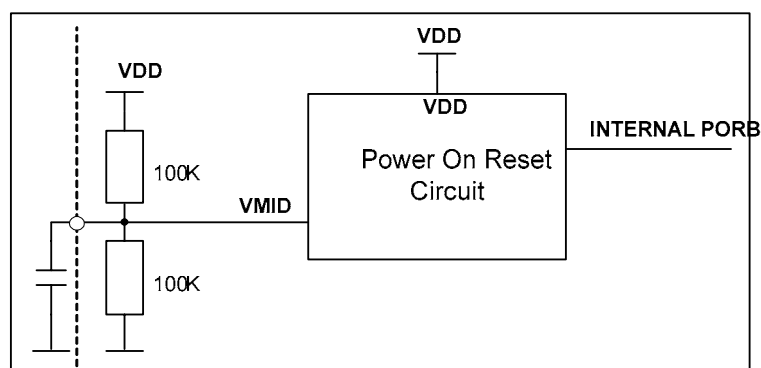 VDD
VDD
VDD
INTERNAL PORB
Power On Reset
Circuit
100K
VMID
100K